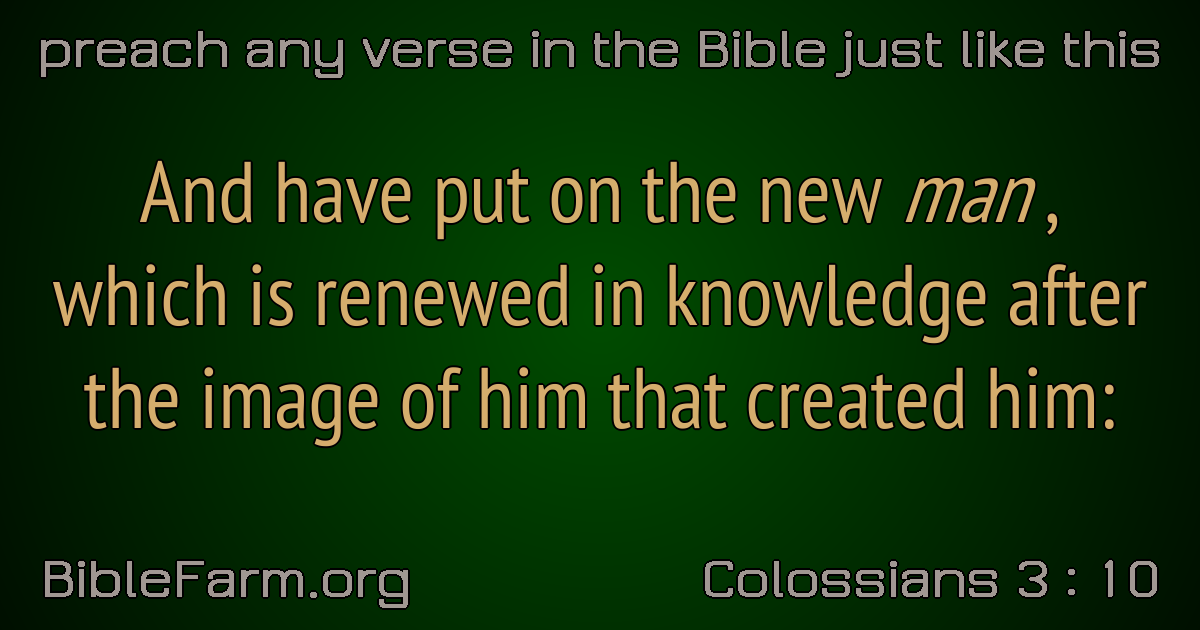 preach any verse in the Bible just like this
And have put on the new man ,
which is renewed in knowledge after
the image of him that created him:
BibleFarm.org
Colossians 3 : 10